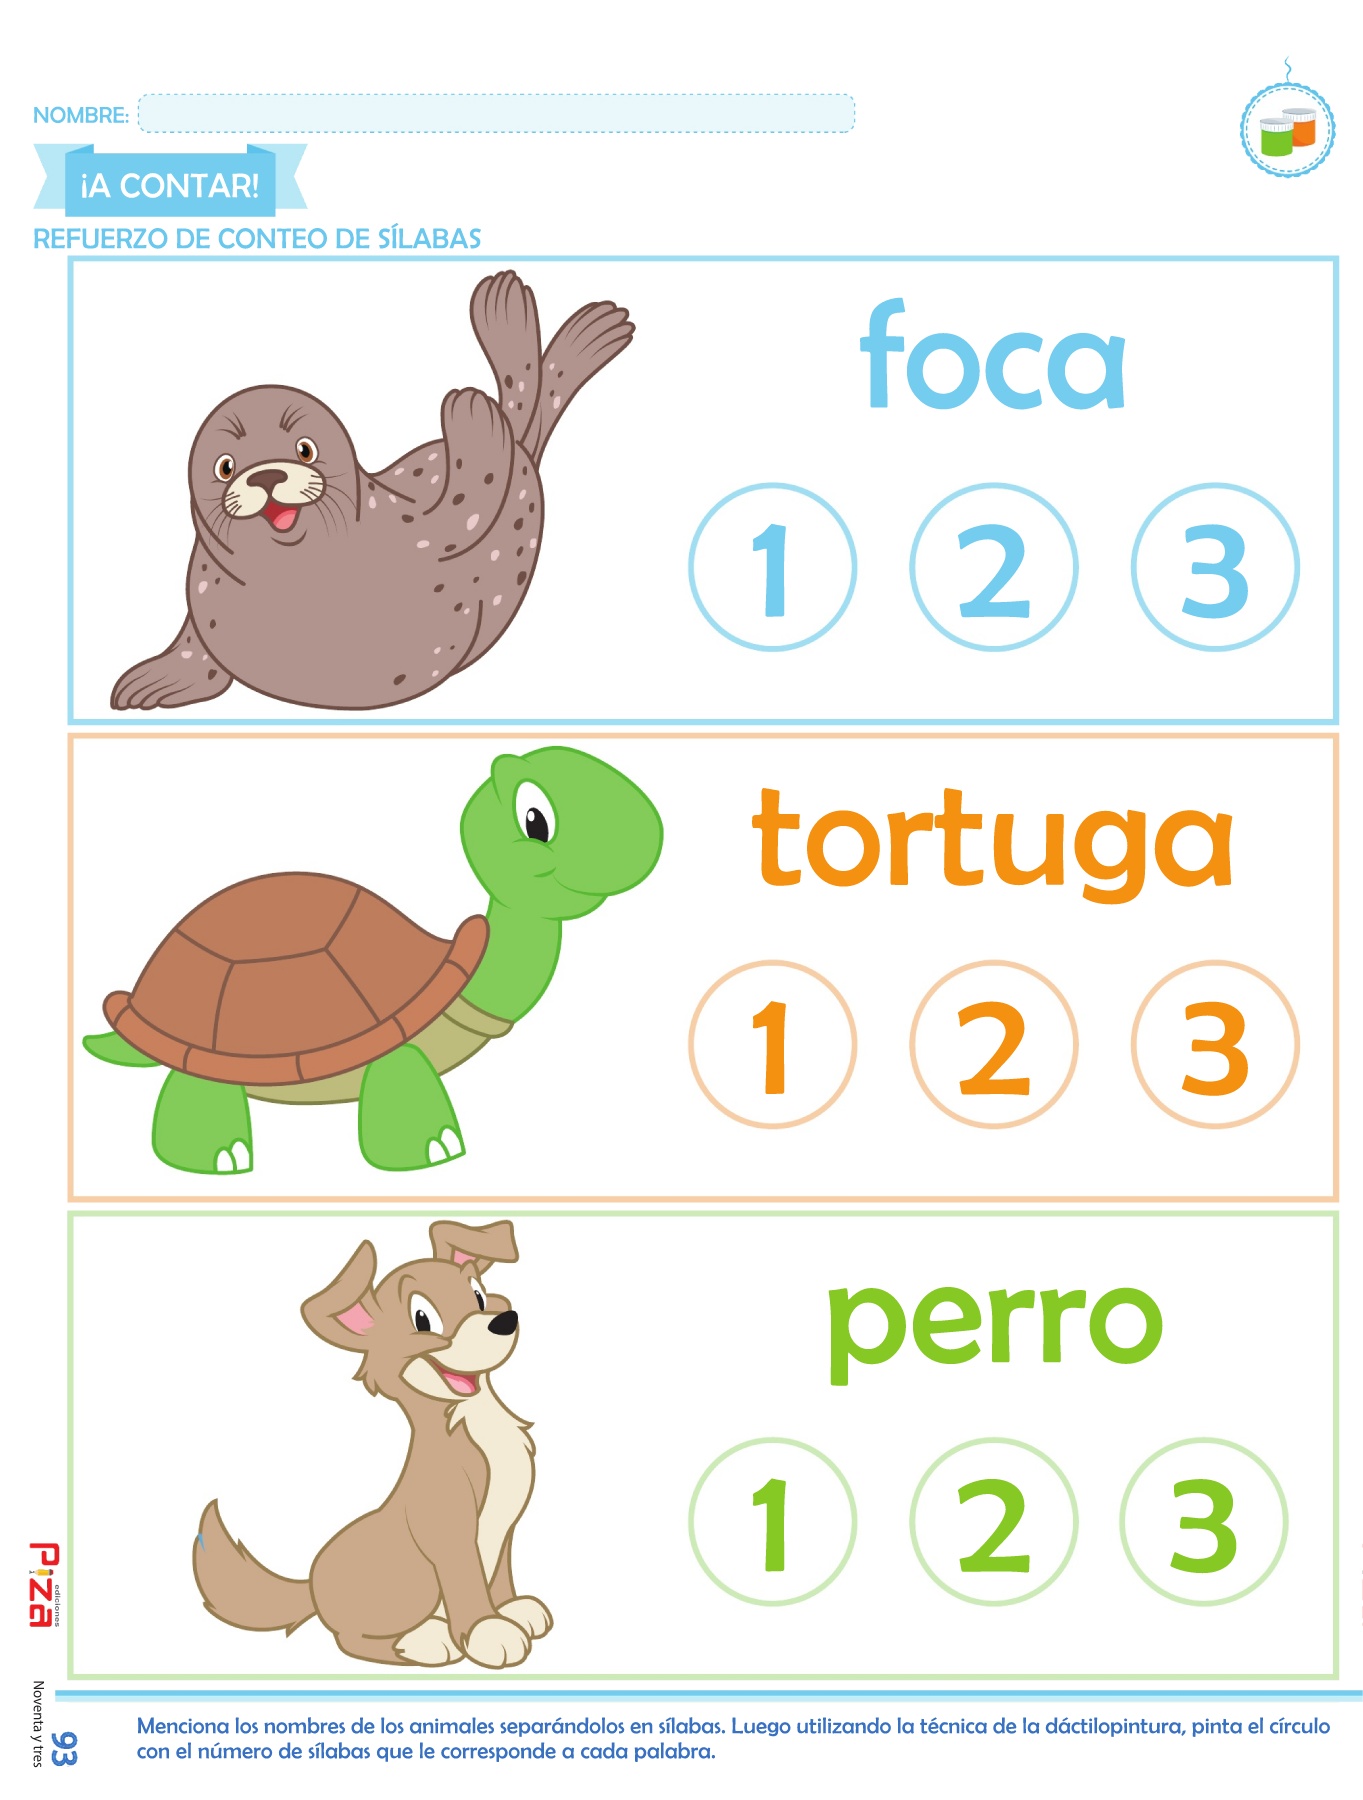 NOMBRE:
¡A CONTAR!
REFUERZO DE CONTEO DE SÍLABAS
foca
1 2 3
tortuga
1 2 3
perro
1 2 3
Piza
ediciones
Noventa y tres
93
Menciona los nombres de los animales separándolos en sílabas. Luego utilizando la técnica de la dáctilopintura, pinta el círculo
con el número de sílabas que le corresponde a cada palabra.